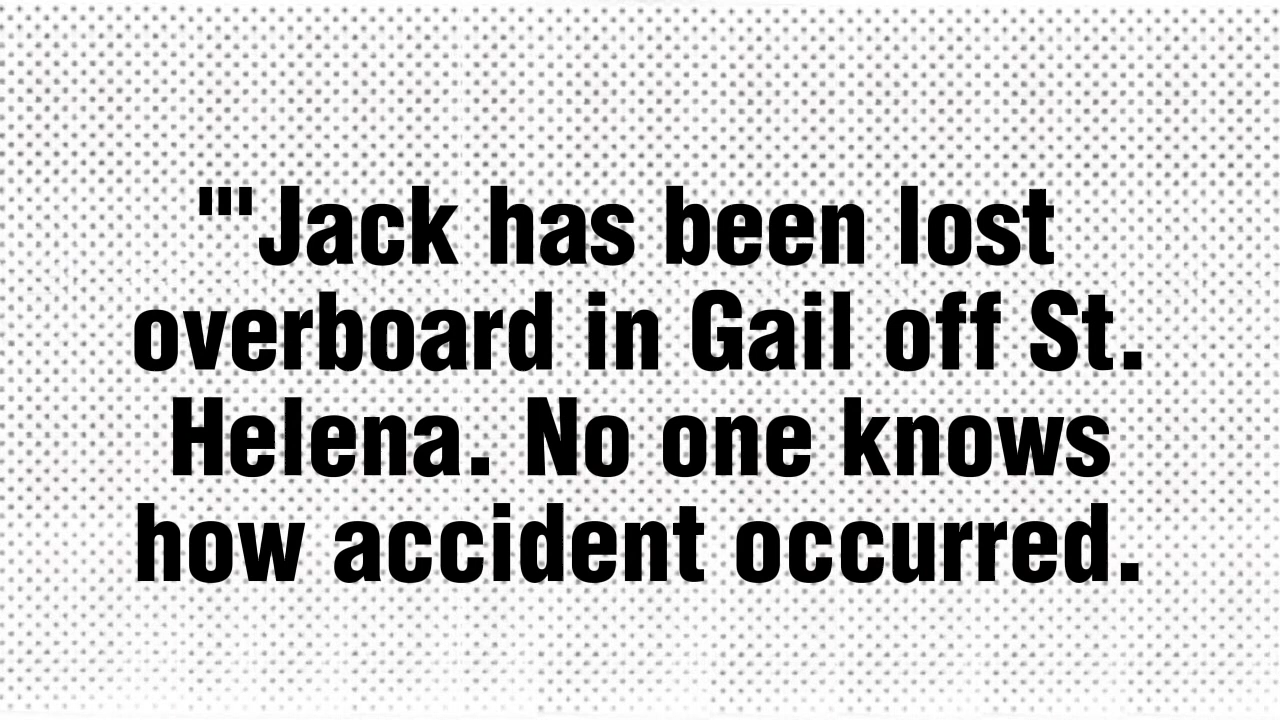 "'Jack has been lost
overboard in Gail off St.
Helena. No one knows
how accident occurred.